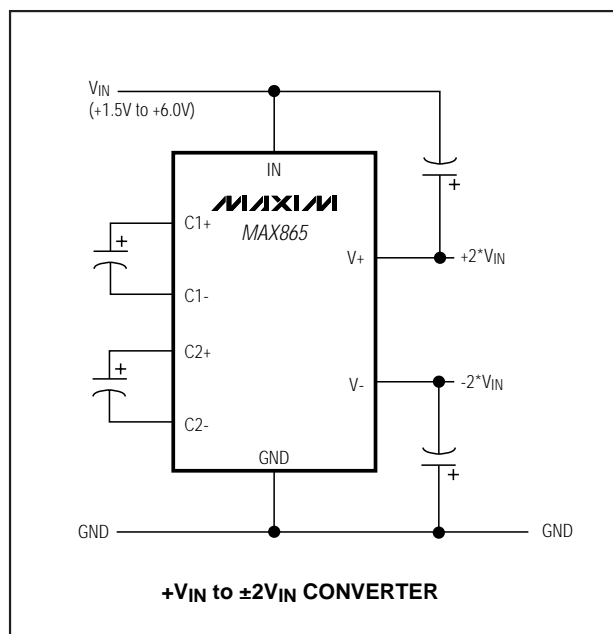 VIN
(+1.5V to +6.0V)
IN
MAXIM
MAX865
C1+
+
C1-
C2+
+
C2-
V+
+
+2*VIN
V-
-2*VIN
+
GND
GND
GND
+VIN to ±2VIN CONVERTER